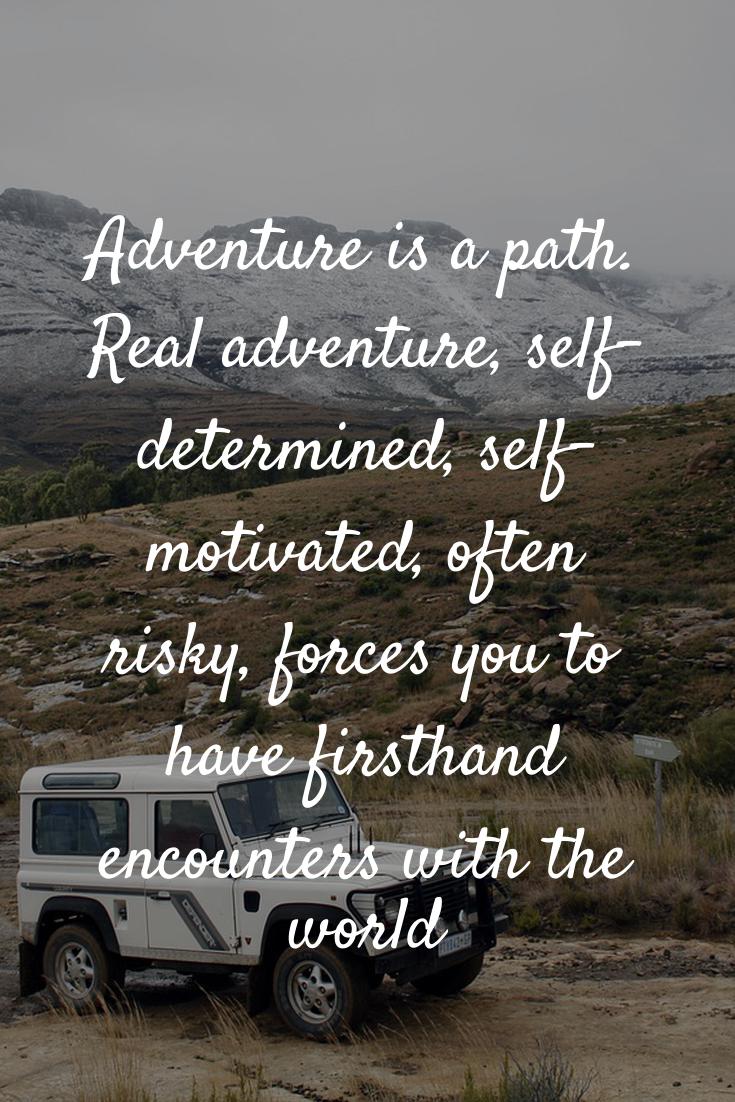 Adventure is a path.
Real adventure, self-
determined, self-
motivated, often
risky, forces you to
have firsthand
encounters with the
world